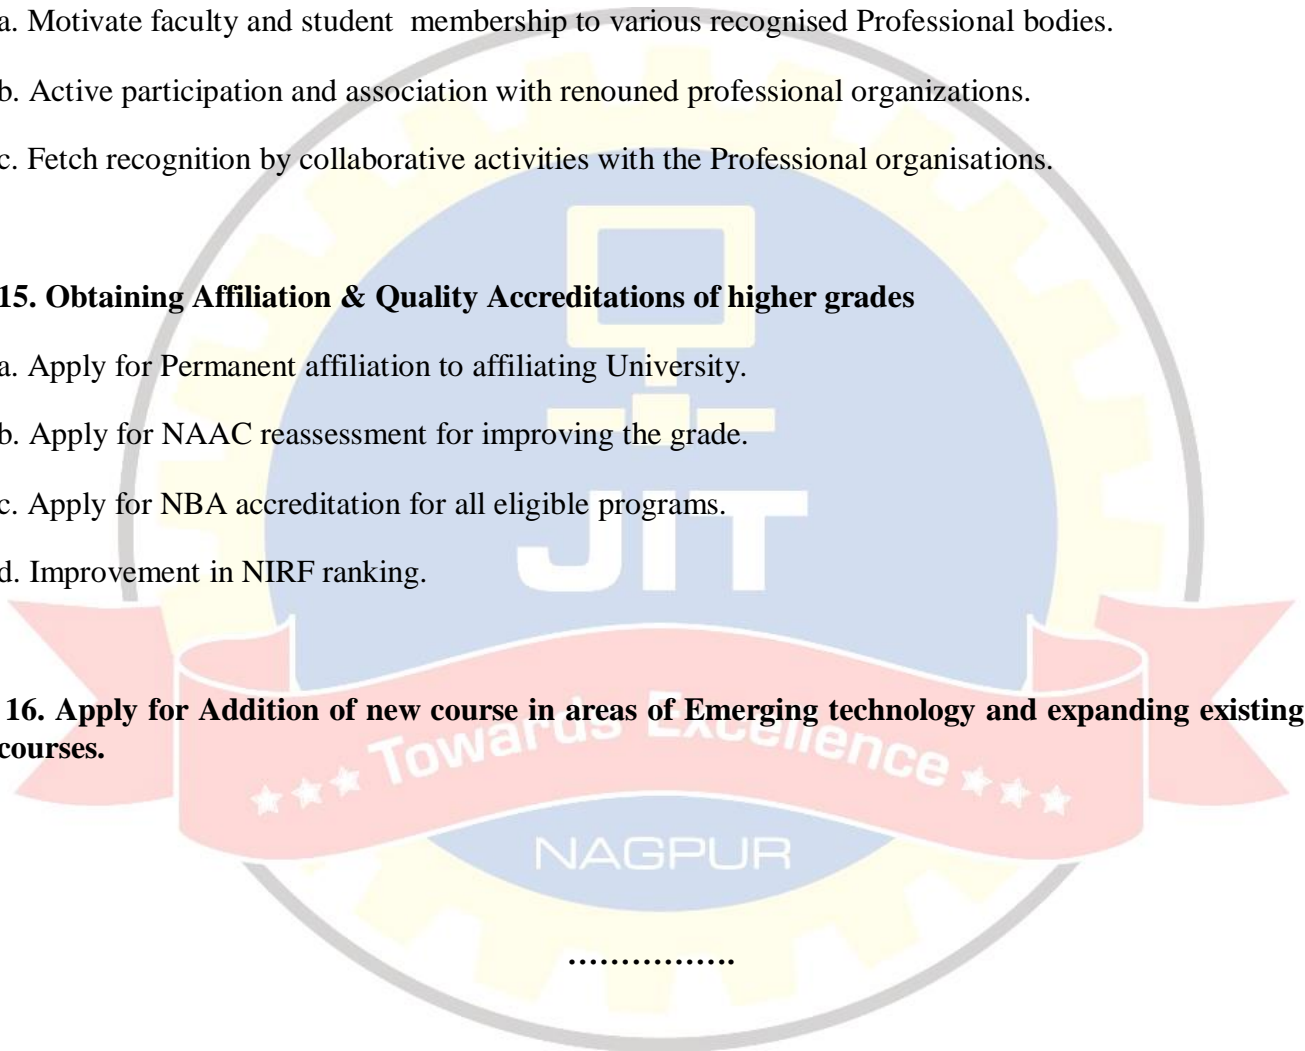 a. Motivate faculty and student  membership to various recognised Professional bodies.
b. Active participation and association with renouned professional organizations.
c. Fetch recognition by collaborative activities with the Professional organisations.
15. Obtaining Affiliation & Quality Accreditations of higher grades
a. Apply for Permanent affiliation to affiliating University.
b. Apply for NAAC reassessment for improving the grade.
c. Apply for NBA accreditation for all eligible programs.
JIT
d. Improvement in NIRF ranking.
16. Apply for Addition of new course in areas of Emerging technology and expanding existing
courses.
Towards Excellence
NAGPUR
…………….